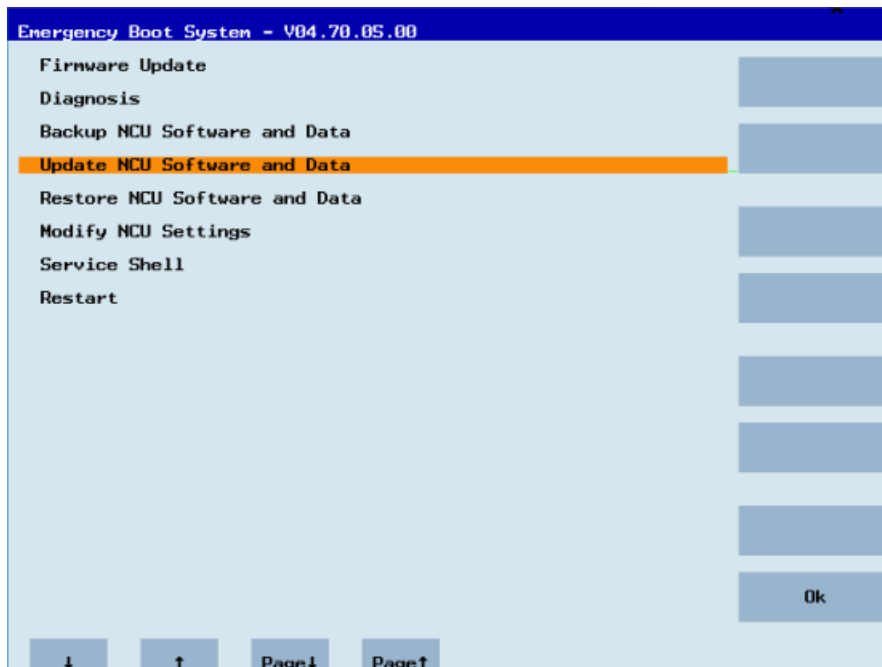 Emergency Boot System - V04.70.05.00
Firmware Update
Diagnosis
Backup NCU Software and Data
Update NCU Software and Data
Restore NCU Software and Data
Modify NCU Settings
Service Shell
Restart
Ok
↓ ↑ Page↓ Page↑